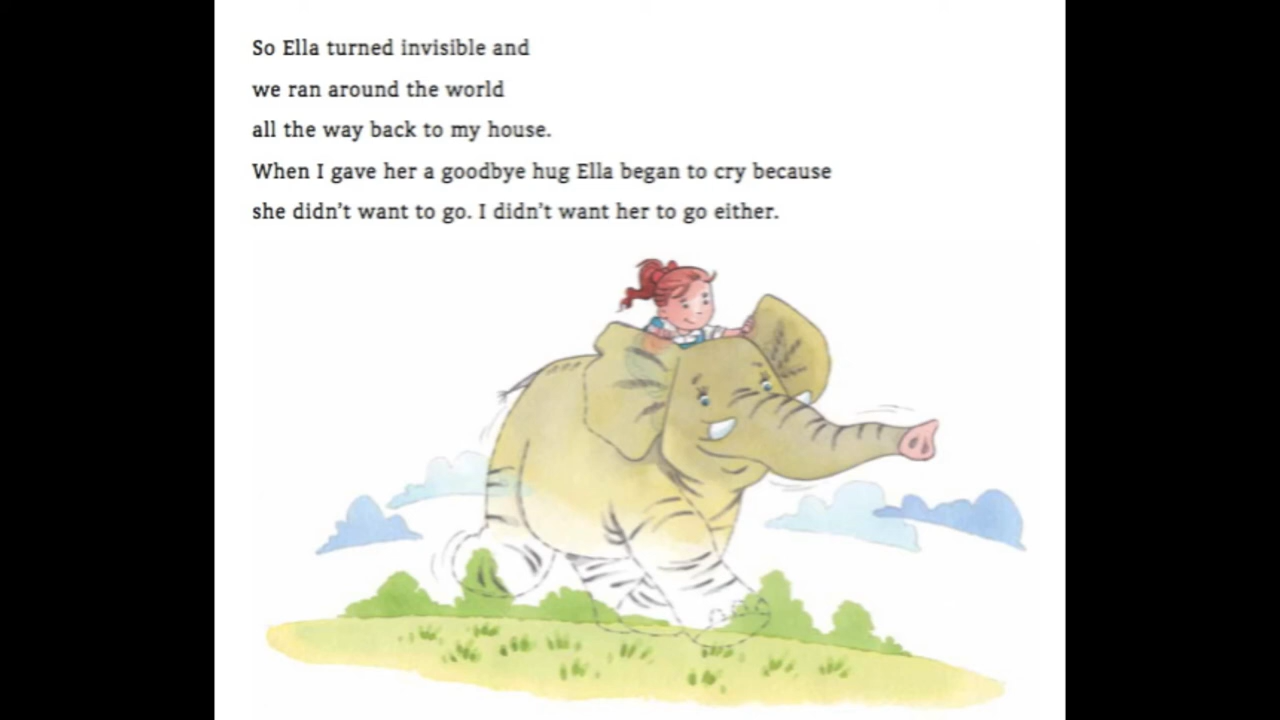 So Ella turned invisible and
we ran around the world
all the way back to my house.
When I gave her a goodbye hug Ella began to cry because
she didn't want to go. I didn't want her to go either.